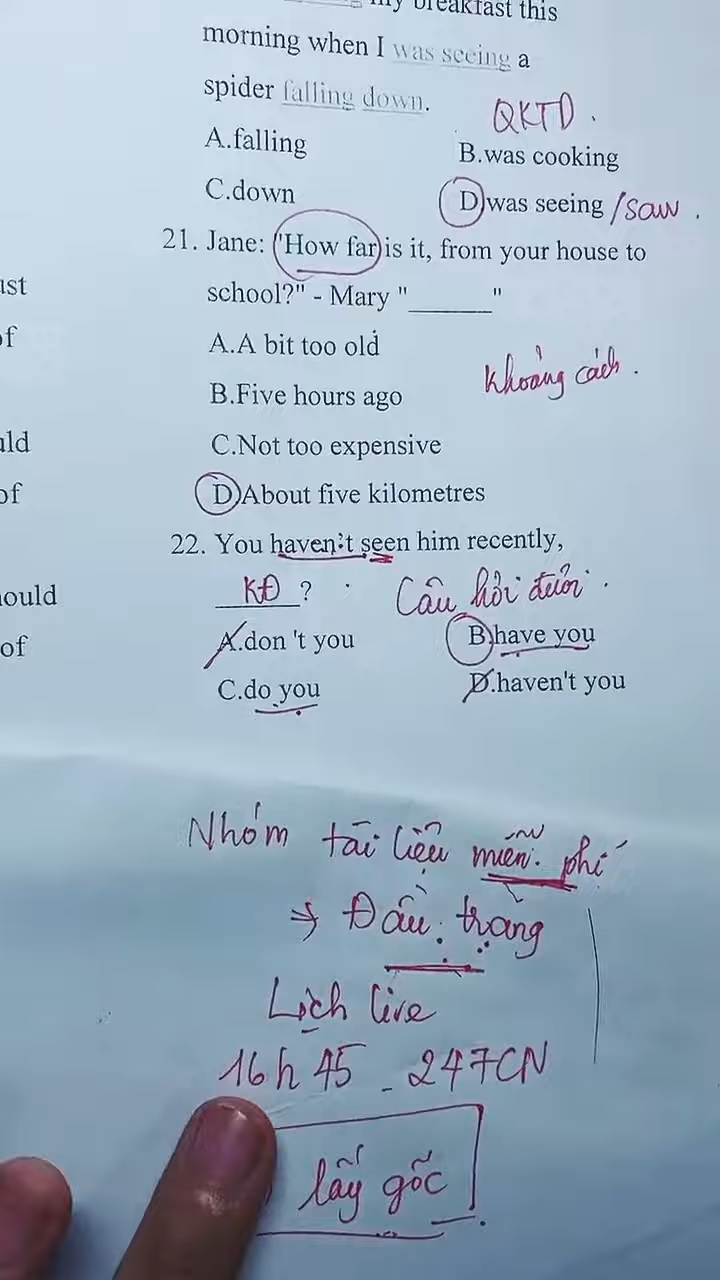 my breakfast this
morning when I was seeing a
spider falling down.
QKTD.
A.falling
B.was cooking
C.down
D.was seeing /saw.
21. Jane: "How far is it, from your house to
school?" - Mary "______"
A.A bit too old
B.Five hours ago
Khoảng cách.
C.Not too expensive
D.About five kilometres
22. You haven't seen him recently,
KĐ ?
Câu hỏi đuôi.
A.don 't you
B.have you
C.do you
D.haven't you
of
of
ould
of
Nhóm tài liệu miễn phí
⇒ Đầu trang
Lịch live
16h45 - 247CN
lấy gốc